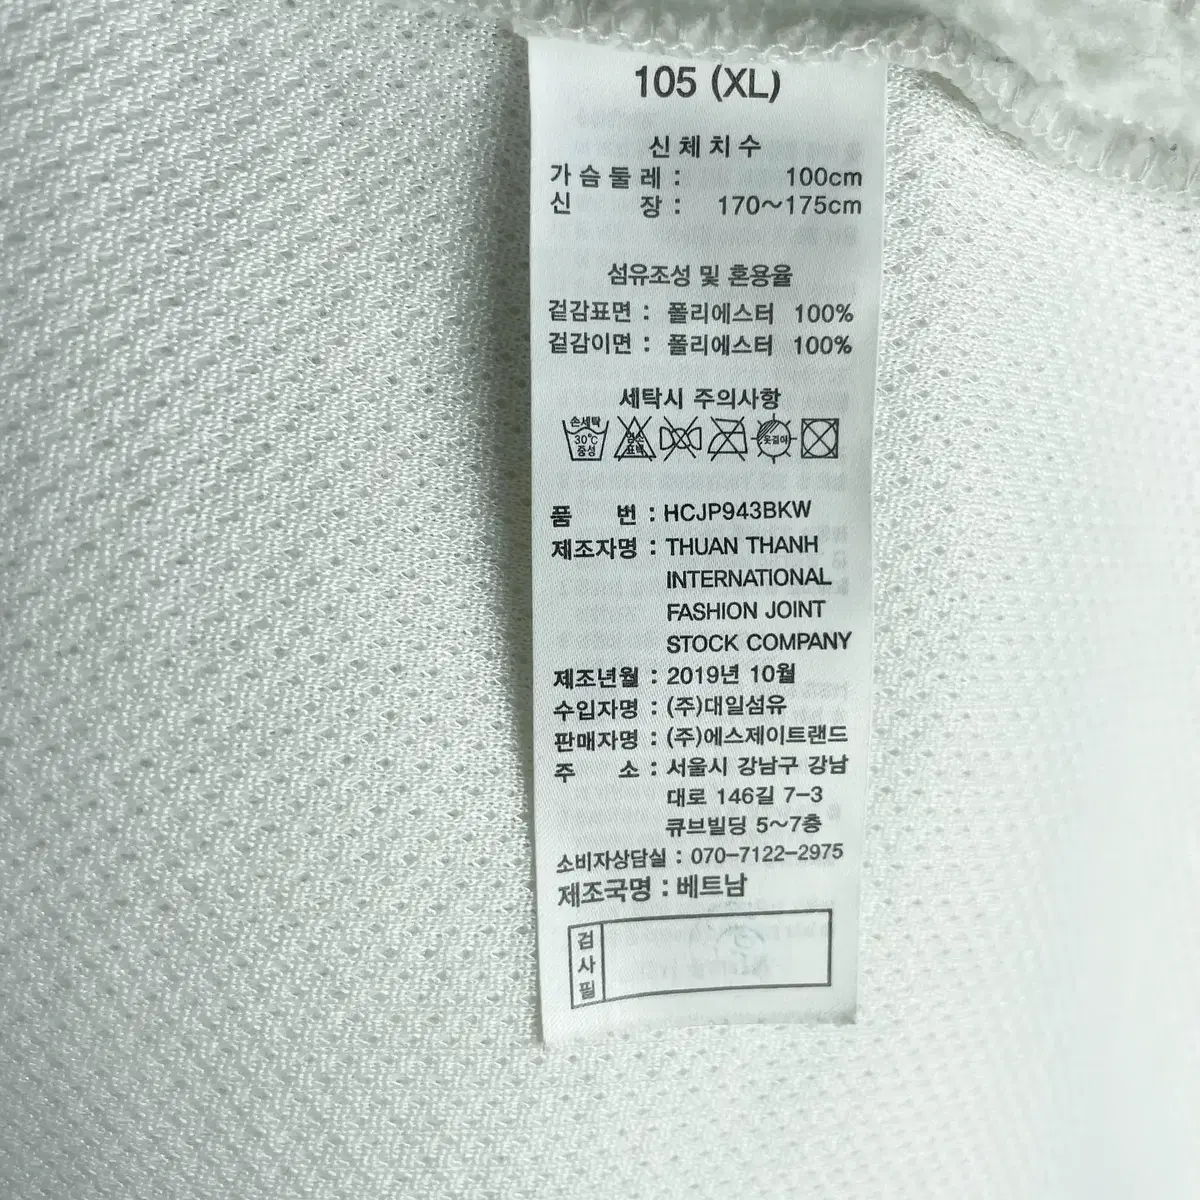 105 (XL)
신체치수
가슴둘레 : 100cm
신 장 : 170~175cm
섬유조성 및 혼용율
겉감표면 : 폴리에스터 100%
겉감이면 : 폴리에스터 100%
세탁시 주의사항
손세탁
30°C
중성
염소
표백
옷걸이
품 번 : HCJP943BKW
제조자명 : THUAN THANH
INTERNATIONAL
FASHION JOINT
STOCK COMPANY
제조년월 : 2019년 10월
수입자명 : (주)대일섬유
판매자명 : (주)에스제이트랜드
주 소 : 서울시 강남구 강남
대로 146길 7-3
큐브빌딩 5~7층
소비자상담실 : 070-7122-2975
제조국명 : 베트남
검사필